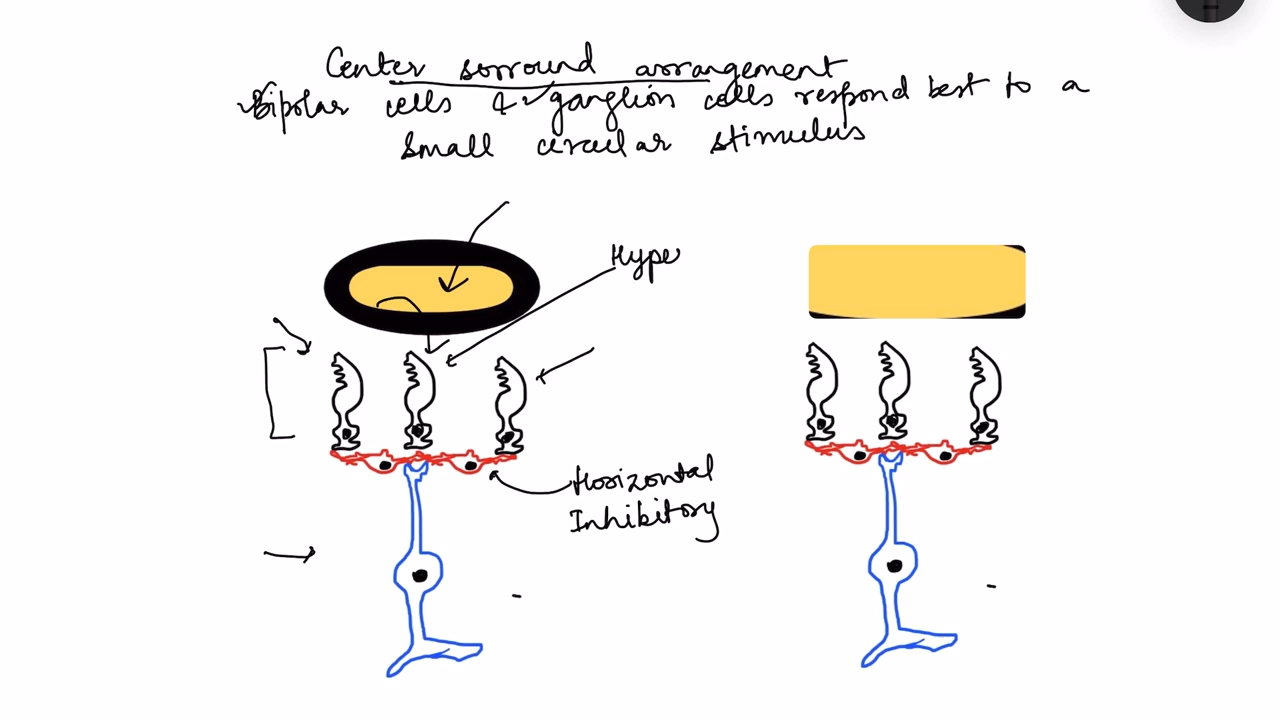 Center sorround arrangement
Bipolar cells & ganglion cells respond best to a
small circular stimulus
Hype
Horizontal
Inhibitory